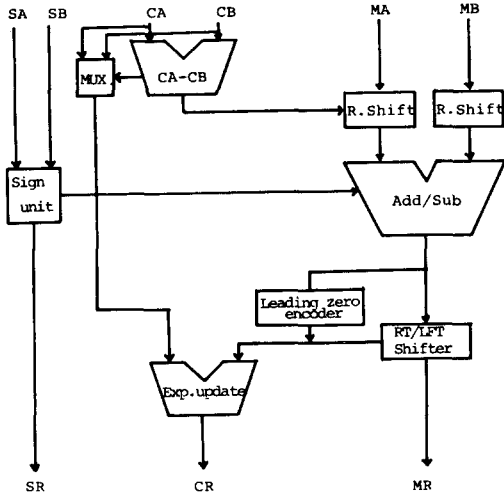 SA SB CA CB MA MB
MUX
CA-CB
R.Shift
R.Shift
Sign
unit
Add/Sub
Leading zero
encoder
RT/LFT
Shifter
Exp.update
SR CR MR